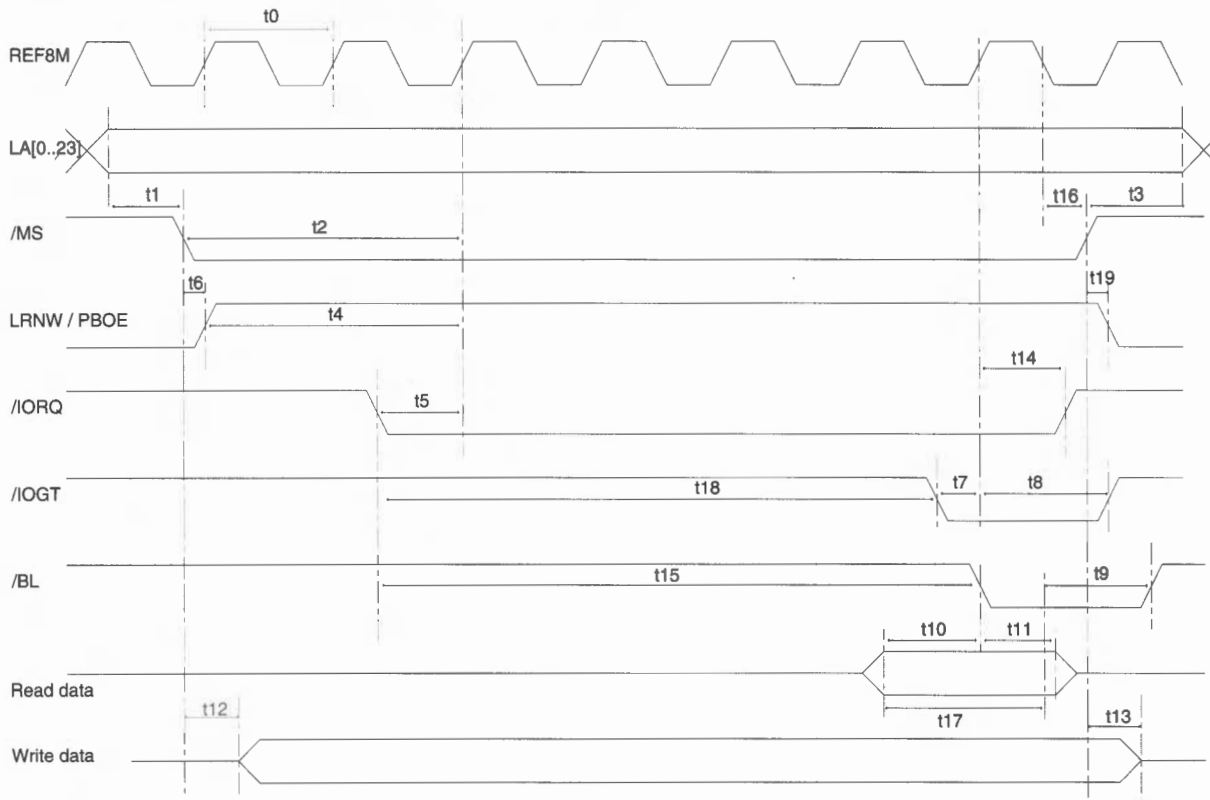 t0
REF8M
LA[0..23]
t1
t16
t3
/MS
t2
t6
t19
LRNW / PBOE
t4
t14
/IORQ
t5
/IOGT
t18
t7
t8
/BL
t15
t9
t10
t11
Read data
t12
t17
t13
Write data